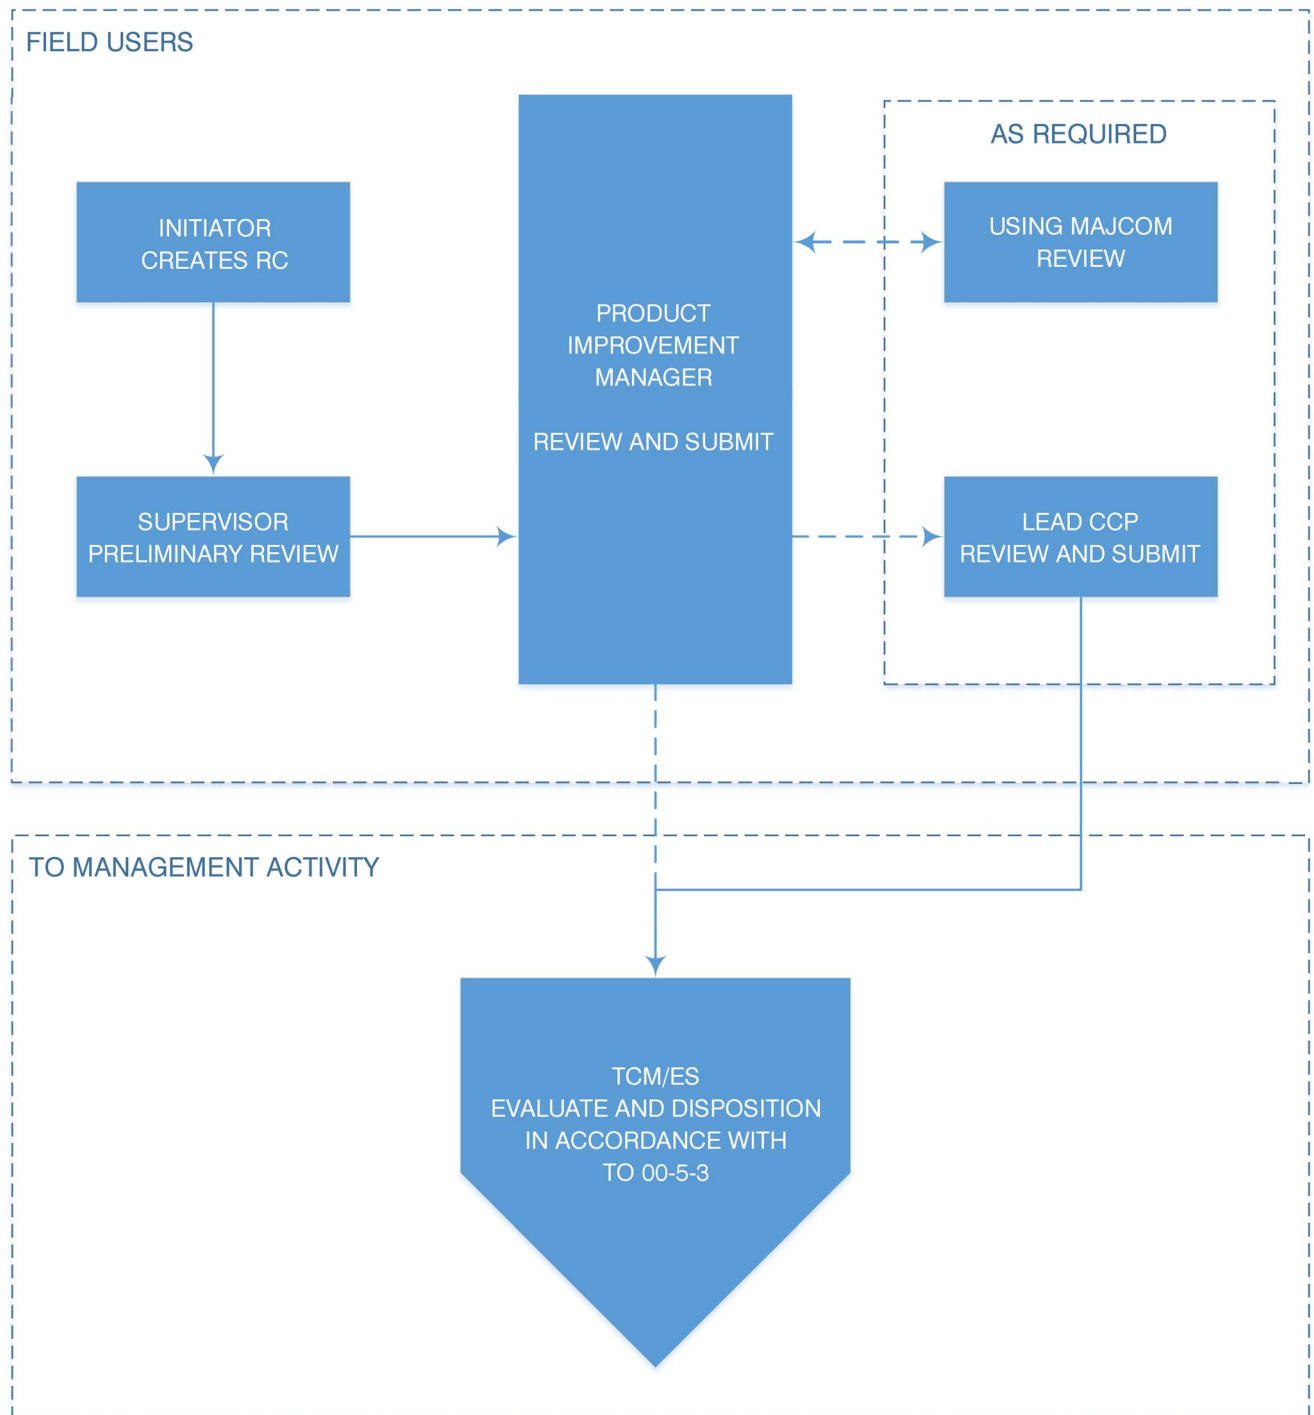 FIELD USERS
INITIATOR
CREATES RC
SUPERVISOR
PRELIMINARY REVIEW
PRODUCT
IMPROVEMENT
MANAGER
REVIEW AND SUBMIT
AS REQUIRED
USING MAJCOM
REVIEW
LEAD CCP
REVIEW AND SUBMIT
TO MANAGEMENT ACTIVITY
TCM/ES
EVALUATE AND DISPOSITION
IN ACCORDANCE WITH
TO 00-5-3